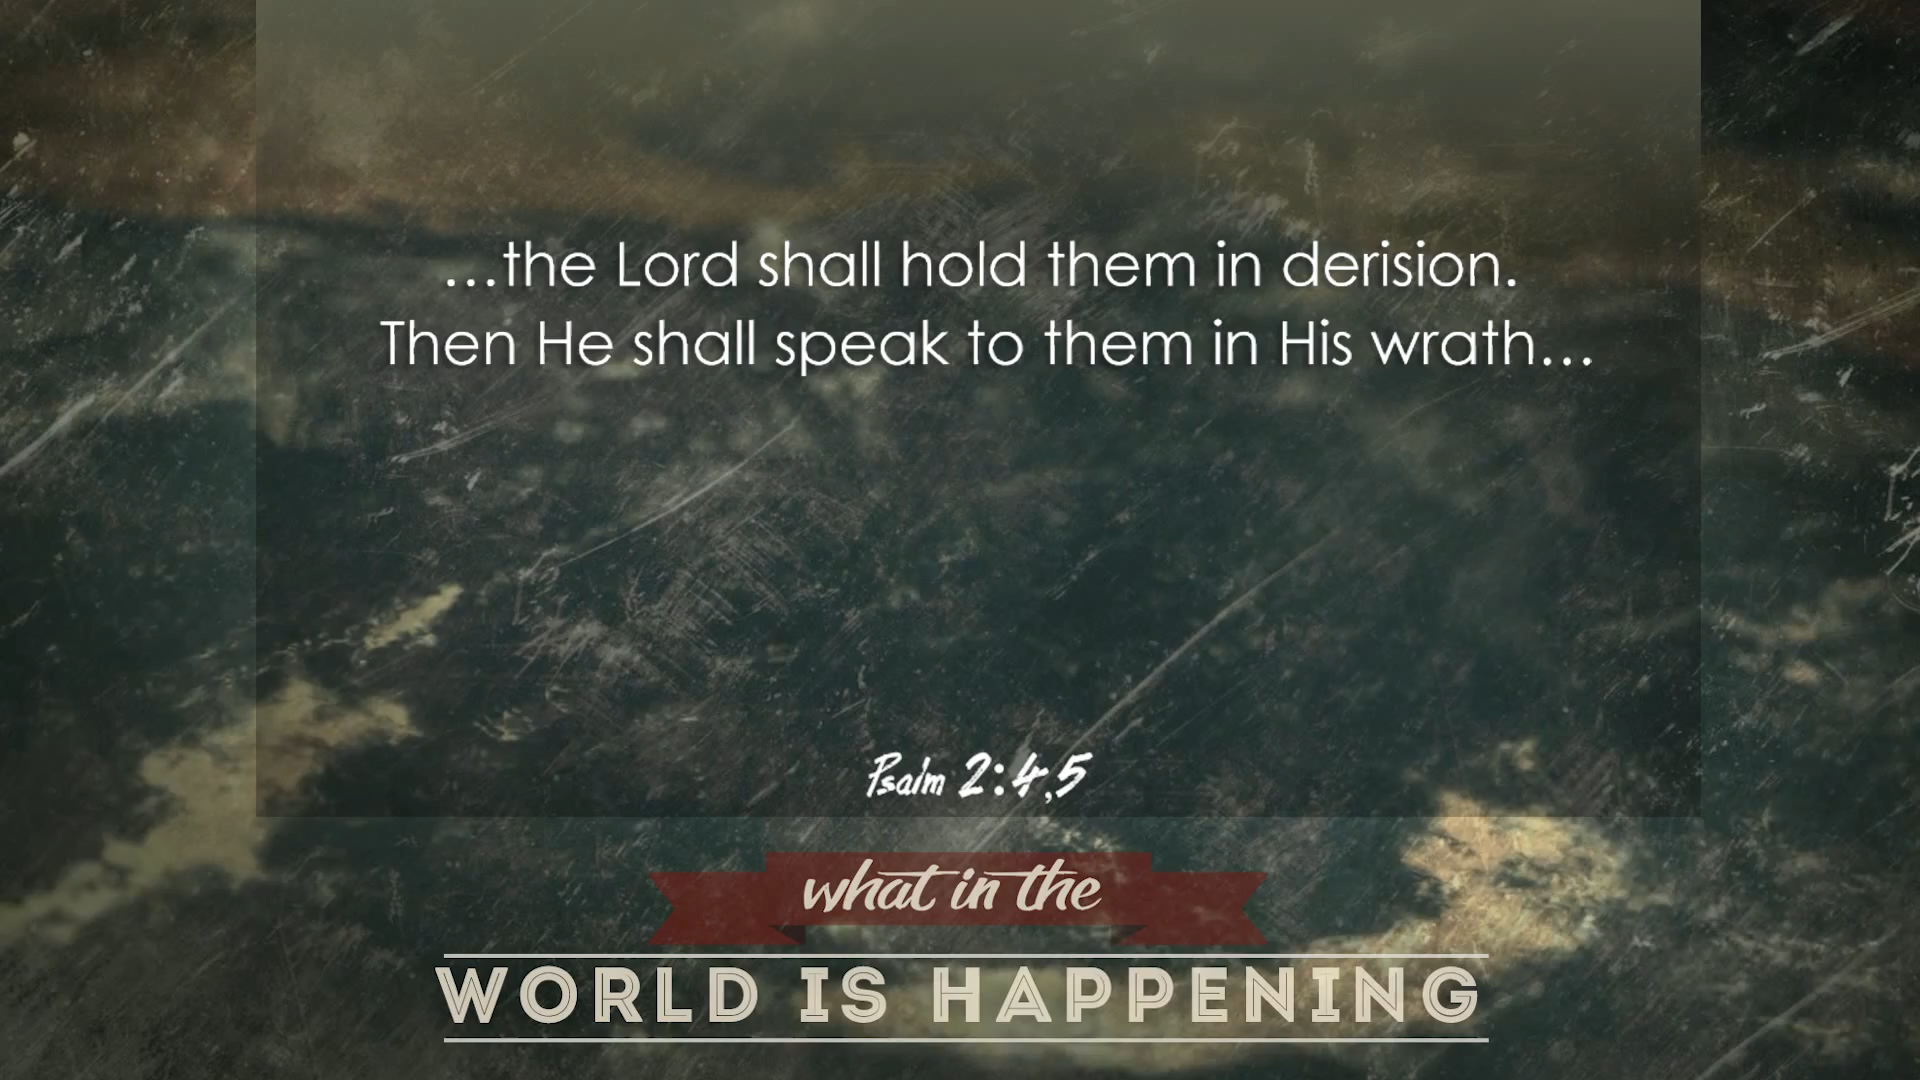 …the Lord shall hold them in derision.
Then He shall speak to them in His wrath…
Psalm 2:4,5
what in the
WORLD IS HAPPENING